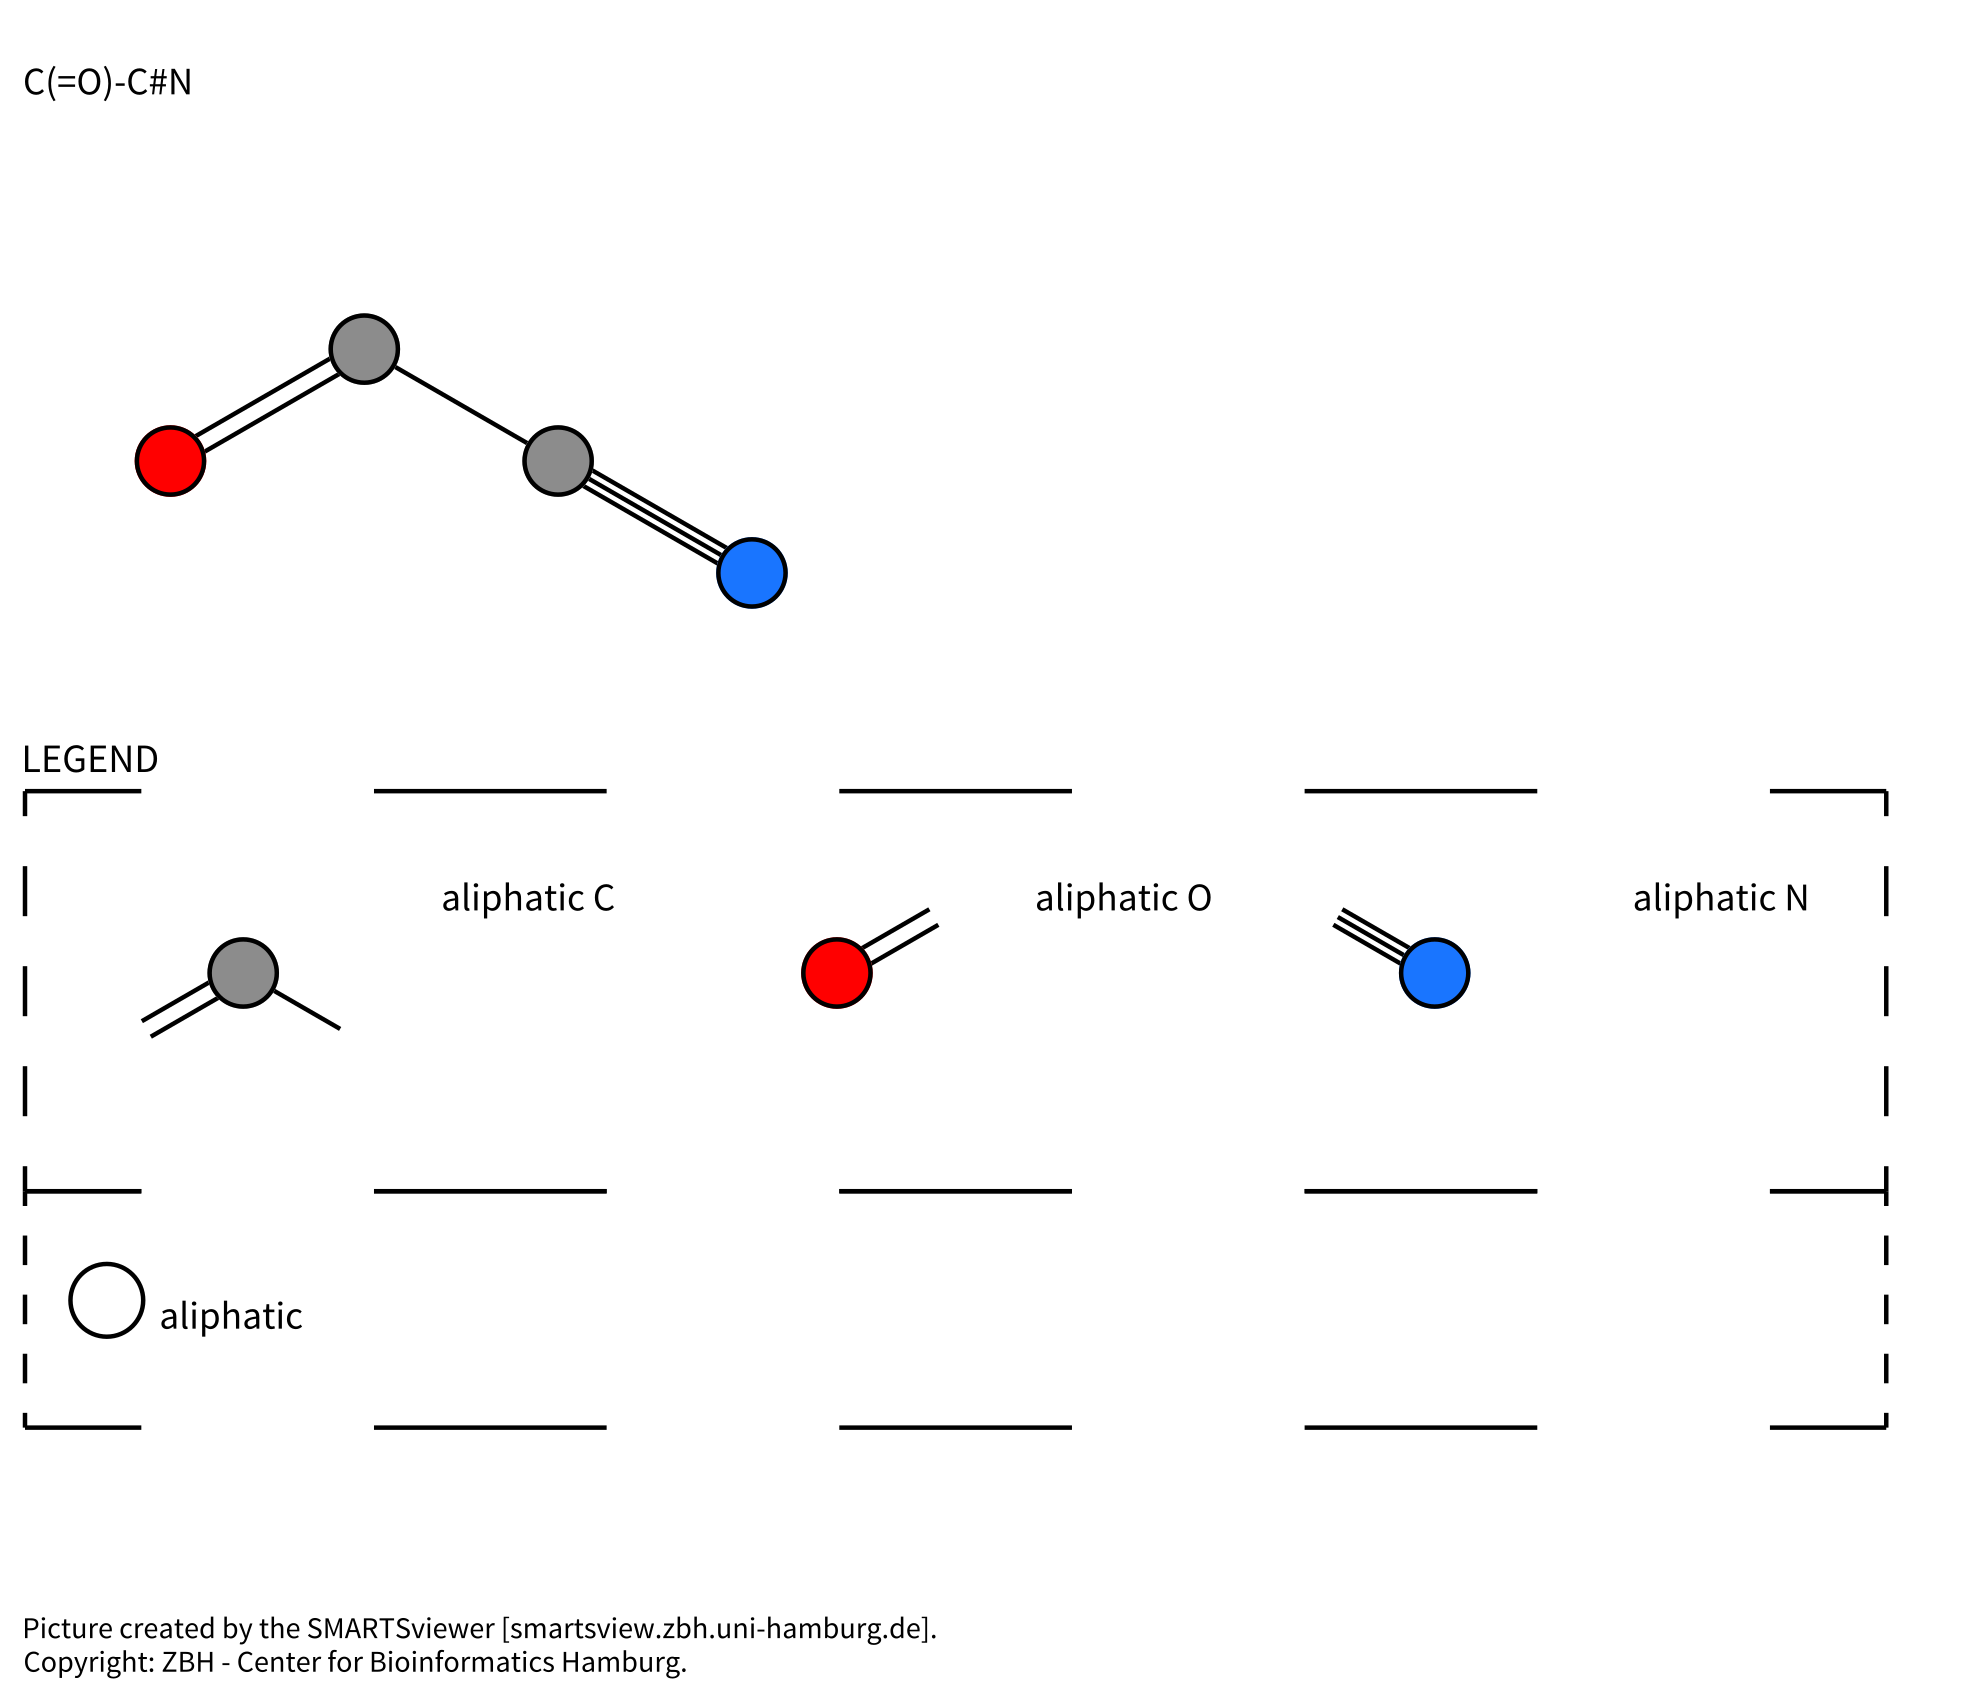 C(=O)-C#N
LEGEND
aliphatic C
aliphatic O
aliphatic N
aliphatic
Picture created by the SMARTSviewer [smartsview.zbh.uni-hamburg.de].
Copyright: ZBH - Center for Bioinformatics Hamburg.